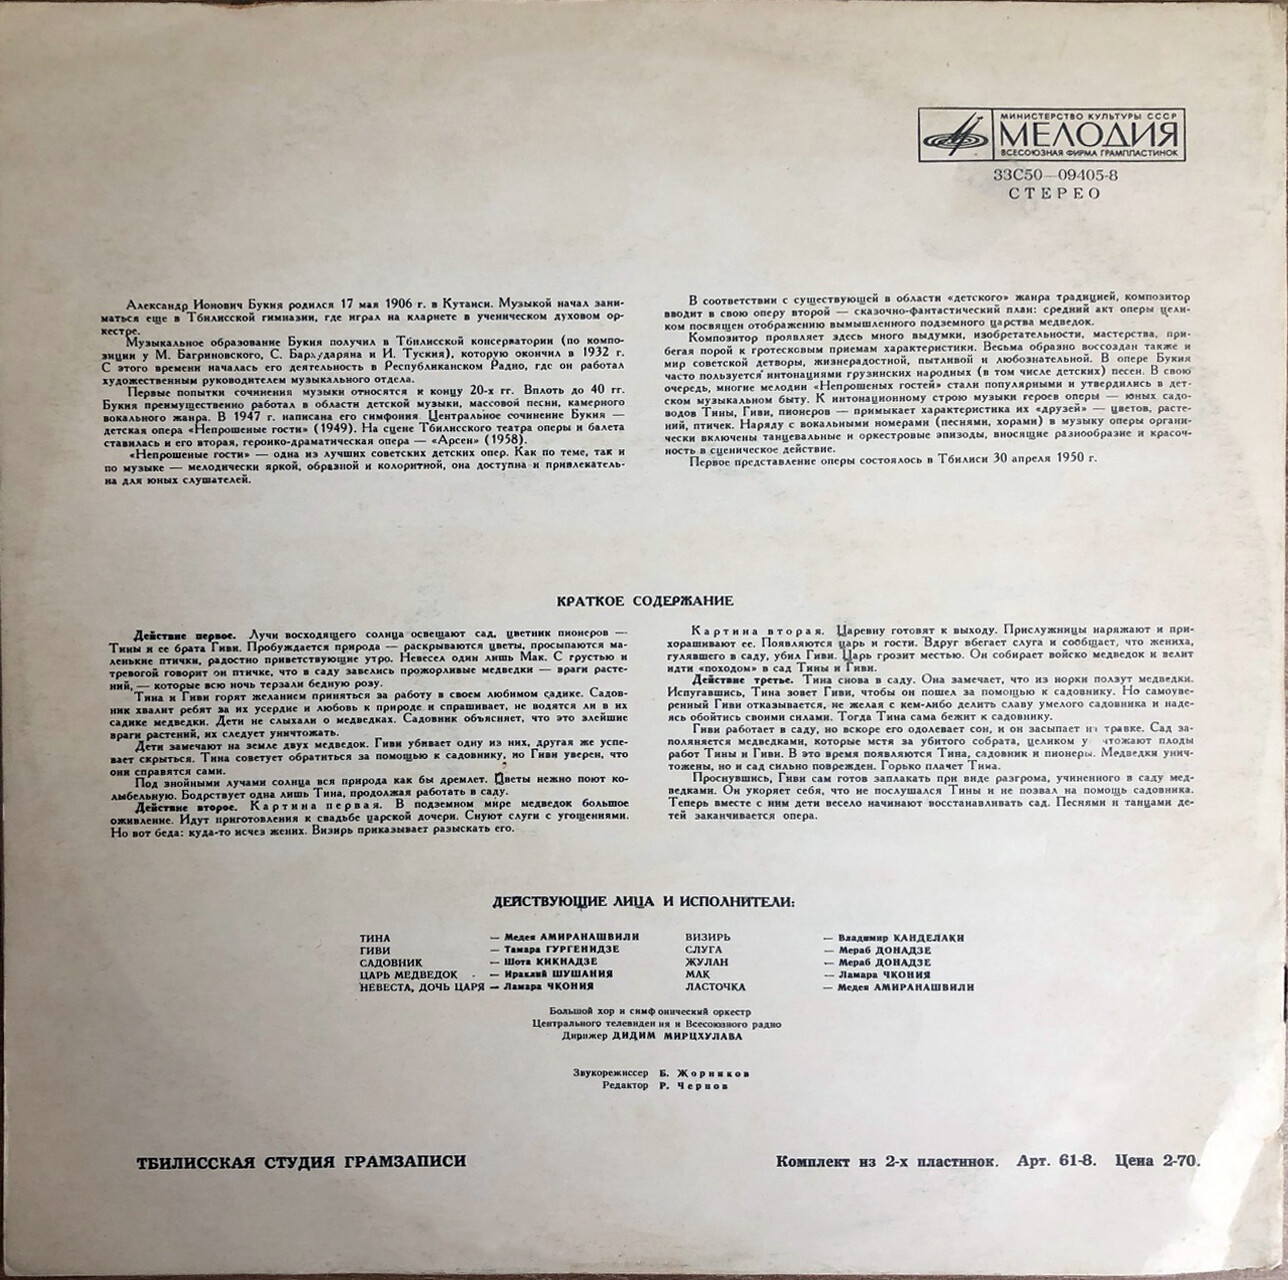 МИНИСТЕРСТВО КУЛЬТУРЫ СССР
МЕЛОДИЯ
ВСЕСОЮЗНАЯ ФИРМА ГРАМПЛАСТИНОК
33С50—09405-8
СТЕРЕО
Александр Ионович Букия родился 17 мая 1906 г. в Кутаиси. Музыкой начал зани-
маться еще в Тбилисской гимназии, где играл на кларнете в ученическом духовом ор-
кестре.
Музыкальное образование Букия получил в Тбилисской консерватории (по компо-
зиции у М. Багриновского, С. Бархударяна и И. Туския), которую окончил в 1932 г.
С этого времени началась его деятельность в Республиканском Радио, где он работал
художественным руководителем музыкального отдела.
Первые попытки сочинения музыки относятся к концу 20-х гг. Вплоть до 40 гг.
Букия преимущественно работал в области детской музыки, массовой песни, камерного
вокального жанра. В 1947 г. написана его симфония. Центральное сочинение Букия —
детская опера «Непрошеные гости» (1949). На сцене Тбилисского театра оперы и балета
ставилась и его вторая, героико-драматическая опера — «Арсен» (1958).
«Непрошеные гости» — одна из лучших советских детских опер. Как по теме, так и
по музыке — мелодически яркой, образной и колоритной, она доступна и привлекатель-
на для юных слушателей.
В соответствии с существующей в области «детского» жанра традицией, композитор
вводит в свою оперу второй — сказочно-фантастический план: средний акт оперы цели-
ком посвящен отображению вымышленного подземного царства медведок.
Композитор проявляет здесь много выдумки, изобретательности, мастерства, при-
бегая порой к гротесковым приемам характеристики. Весьма образно воссоздан также и
мир советской детворы, жизнерадостной, пытливой и любознательной. В опере Букия
часто пользуется интонациями грузинских народных (в том числе детских) песен. В свою
очередь, многие мелодии «Непрошеных гостей» стали популярными и утвердились в дет-
ском музыкальном быту. К интонационному строю музыки героев оперы — юных садо-
водов Тины, Гиви, пионеров — примыкает характеристика их «друзей» — цветов, расте-
ний, птичек. Наряду с вокальными номерами (песнями, хорами) в музыку оперы органи-
чески включены танцевальные и оркестровые эпизоды, вносящие разнообразие и красоч-
ность в сценическое действие.
Первое представление оперы состоялось в Тбилиси 30 апреля 1950 г.
КРАТКОЕ СОДЕРЖАНИЕ
Действие первое. Лучи восходящего солнца освещают сад, цветник пионеров —
Тины и ее брата Гиви. Пробуждается природа — раскрываются цветы, просыпаются ма-
ленькие птички, радостно приветствующие утро. Невесел один лишь Мак. С грустью и
тревогой говорит он птичке, что в саду завелись прожорливые медведки — враги расте-
ний, — которые всю ночь терзали бедную розу.
Тина и Гиви горят желанием приняться за работу в своем любимом садике. Садов-
ник хвалит ребят за их усердие и любовь к природе и спрашивает, не водятся ли в их
садике медведки. Дети не слыхали о медведках. Садовник объясняет, что это злейшие
враги растений, их следует уничтожать.
Дети замечают на земле двух медведок. Гиви убивает одну из них, другая же успе-
вает скрыться. Тина советует обратиться за помощью к садовнику, но Гиви уверен, что
они справятся сами.
Под знойными лучами солнца вся природа как бы дремлет. Цветы нежно поют ко-
лыбельную. Бодрствует одна лишь Тина, продолжая работать в саду.
Действие второе. Картина первая. В подземном мире медведок большое
оживление. Идут приготовления к свадьбе царской дочери. Снуют слуги с угощениями.
Но вот беда: куда-то исчез жених. Визирь приказывает разыскать его.
Картина вторая. Царевну готовят к выходу. Прислужницы наряжают и при-
хорашивают ее. Появляются царь и гости. Вдруг вбегает слуга и сообщает, что жениха,
гулявшего в саду, убил Гиви. Царь грозит местью. Он собирает войско медведок и велит
идти «походом» в сад Тины и Гиви.
Действие третье. Тина снова в саду. Она замечает, что из норки ползут медведки.
Испугавшись, Тина зовет Гиви, чтобы он пошел за помощью к садовнику. Но самоуве-
ренный Гиви отказывается, не желая с кем-либо делить славу умелого садовника и наде-
ясь обойтись своими силами. Тогда Тина сама бежит к садовнику.
Гиви работает в саду, но вскоре его одолевает сон, и он засыпает на травке. Сад за-
полняется медведками, которые мстя за убитого собрата, целиком уничтожают плоды
работ Тины и Гиви. В это время появляются Тина, садовник и пионеры. Медведки унич-
тожены, но и сад сильно поврежден. Горько плачет Тина.
Проснувшись, Гиви сам готов заплакать при виде разгрома, учиненного в саду мед-
ведками. Он укоряет себя, что не послушался Тины и не позвал на помощь садовника.
Теперь вместе с ним дети весело начинают восстанавливать сад. Песнями и танцами де-
тей заканчивается опера.
ДЕЙСТВУЮЩИЕ ЛИЦА И ИСПОЛНИТЕЛИ:
ТИНА — Медея АМИРАНАШВИЛИ
ГИВИ — Тамара ГУРГЕНИДЗЕ
САДОВНИК — Шота КИКНАДЗЕ
ЦАРЬ МЕДВЕДОК — Ираклий ШУШАНИЯ
НЕВЕСТА, ДОЧЬ ЦАРЯ — Ламара ЧКОНИЯ
ВИЗИРЬ — Владимир КАНДЕЛАКИ
СЛУГА — Мераб ДОНАДЗЕ
ЖУЛАН — Мераб ДОНАДЗЕ
МАК — Ламара ЧКОНИЯ
ЛАСТОЧКА — Медея АМИРАНАШВИЛИ
Большой хор и симфонический оркестр
Центрального телевидения и Всесоюзного радио
Дирижер ДИДИМ МИРЦХУЛАВА
Звукорежиссер Б. Жорников
Редактор Р. Чернов
ТБИЛИССКАЯ СТУДИЯ ГРАМЗАПИСИ
Комплект из 2-х пластинок. Арт. 61-8. Цена 2-70.